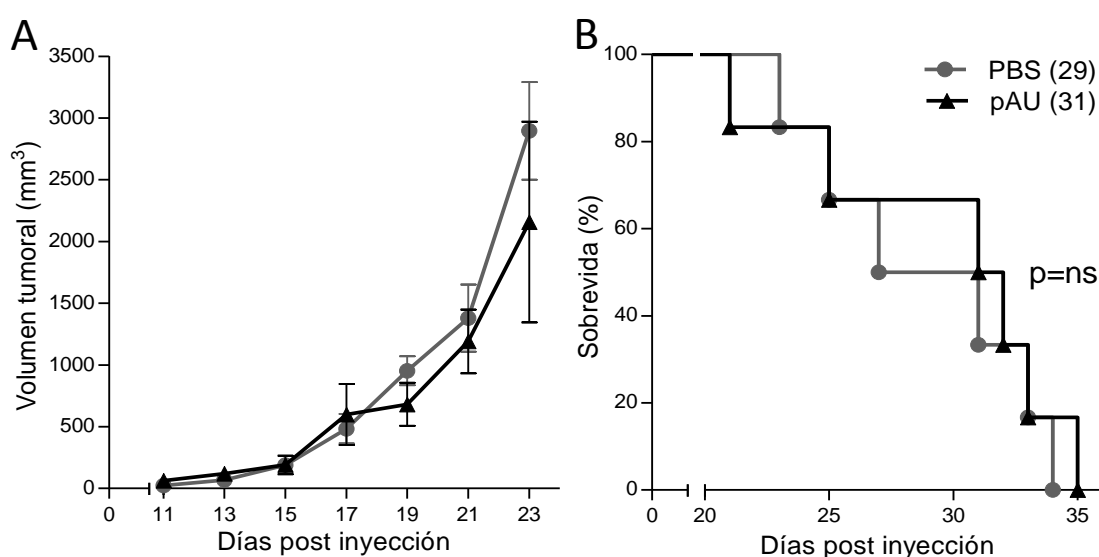 A
Volumen tumoral (mm³)
3500
3000
2500
2000
1500
1000
500
0
0 11 13 15 17 19 21 23
Días post inyección
B
Sobrevida (%)
100
80
60
40
20
0
PBS (29)
pAU (31)
p=ns
0 20 25 30 35
Días post inyección